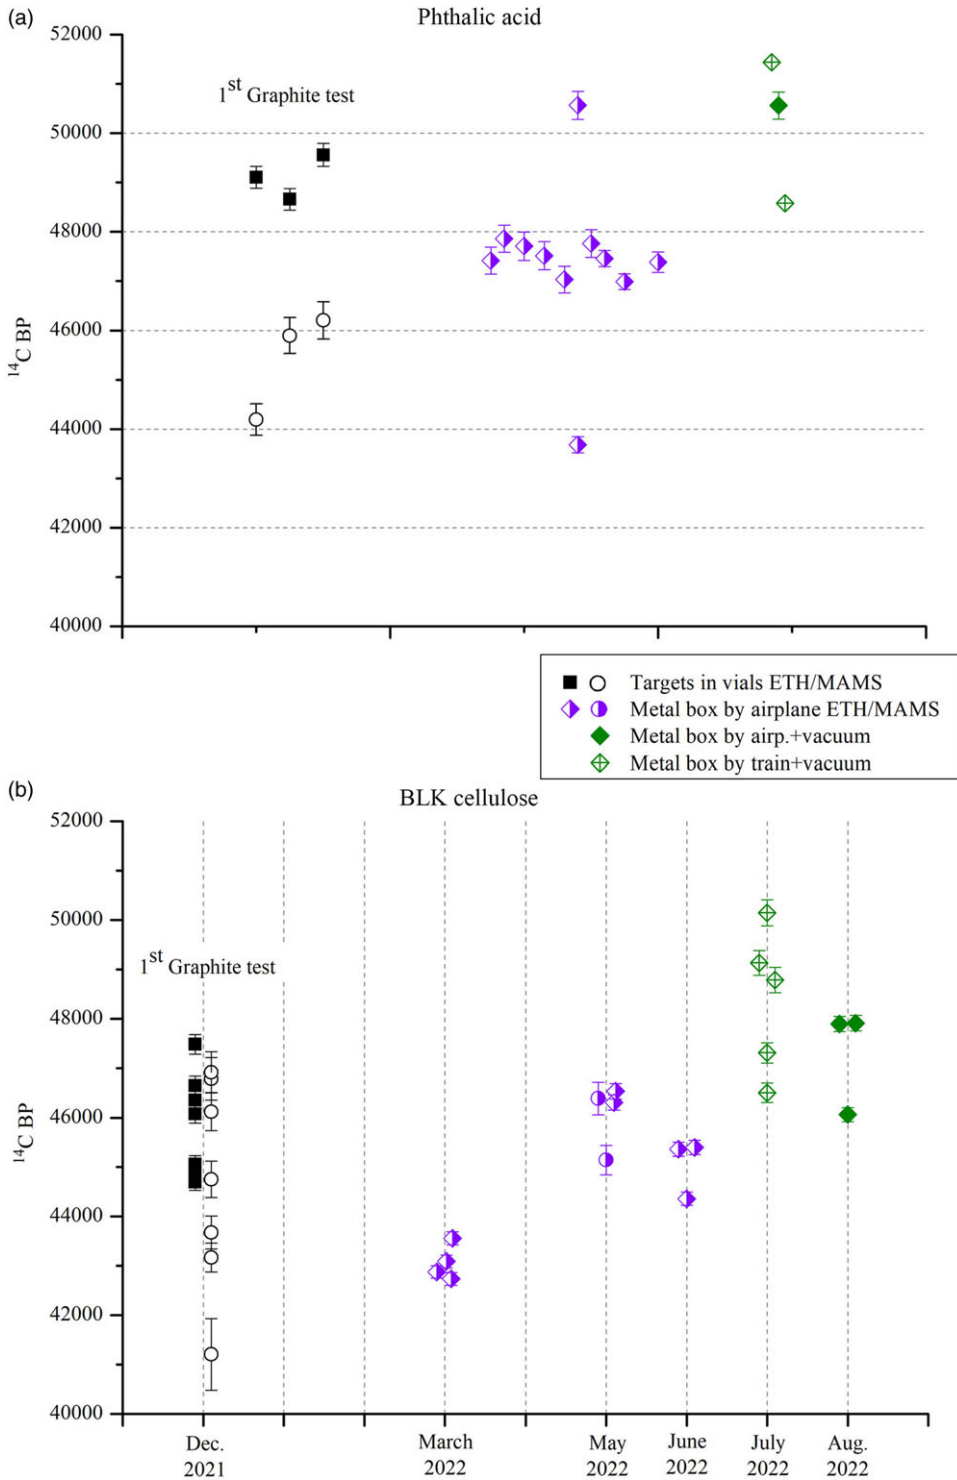 (a)
Phthalic acid
52000
1st Graphite test
50000
48000
46000
14C BP
44000
42000
40000
Targets in vials ETH/MAMS
Metal box by airplane ETH/MAMS
Metal box by airp.+vacuum
Metal box by train+vacuum
(b)
BLK cellulose
52000
50000
1st Graphite test
48000
46000
14C BP
44000
42000
40000
Dec. March May June July Aug.
2021 2022 2022 2022 2022 2022